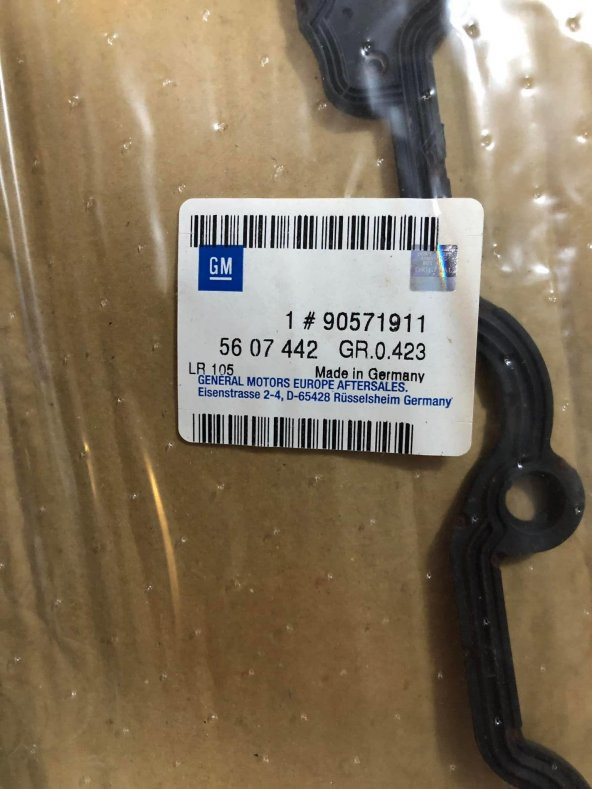 GM
1 # 90571911
56 07 442 GR.0.423
LR 105 Made in Germany
GENERAL MOTORS EUROPE AFTERSALES.
Eisenstrasse 2-4, D-65428 Rüsselsheim Germany